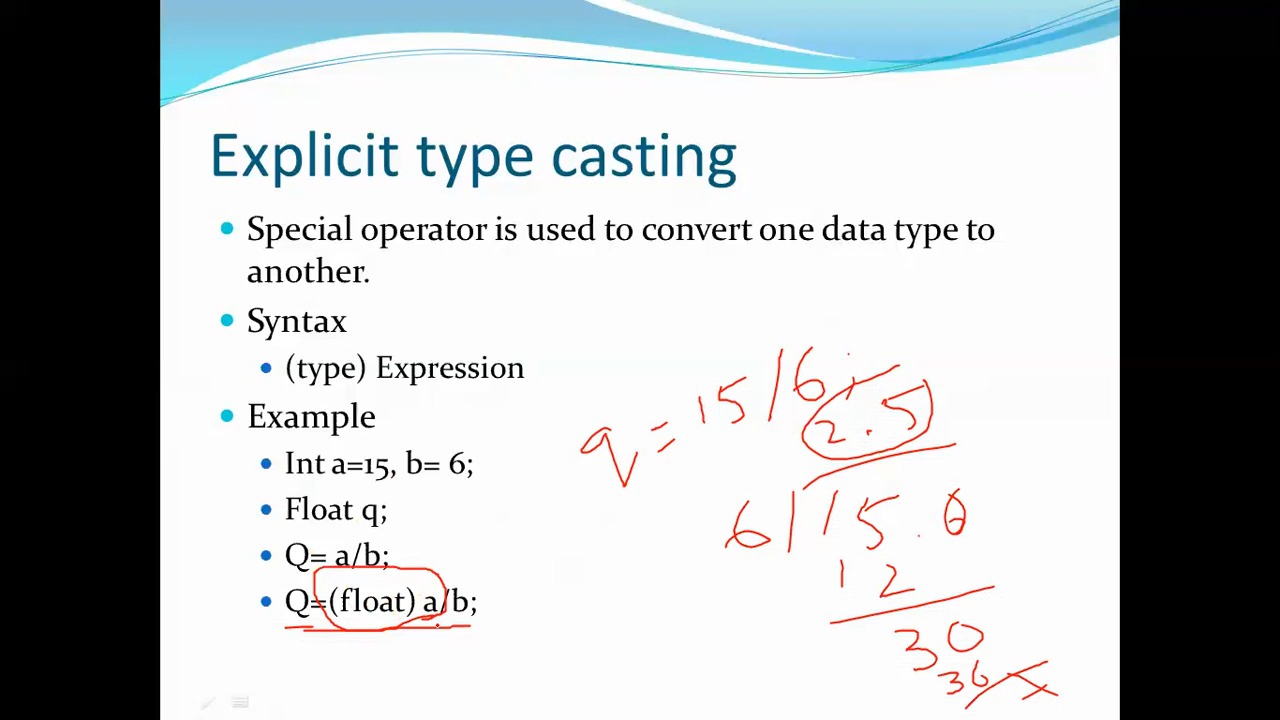 Explicit type casting
Special operator is used to convert one data type to
another.
Syntax
(type) Expression
Example
Int a=15, b= 6;
Float q;
Q= a/b;
Q=(float) a/b;
q = 15/6;
2.5
6 15.0
12
30
36